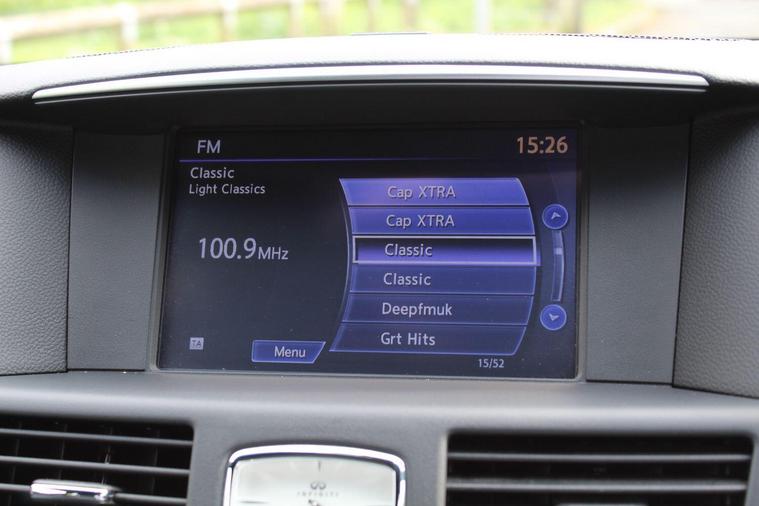 FM
15:26
Classic
Light Classics
100.9MHz
Cap XTRA
Cap XTRA
Classic
Classic
Deepfmuk
Grt Hits
TA
Menu
15/52
INFINITI